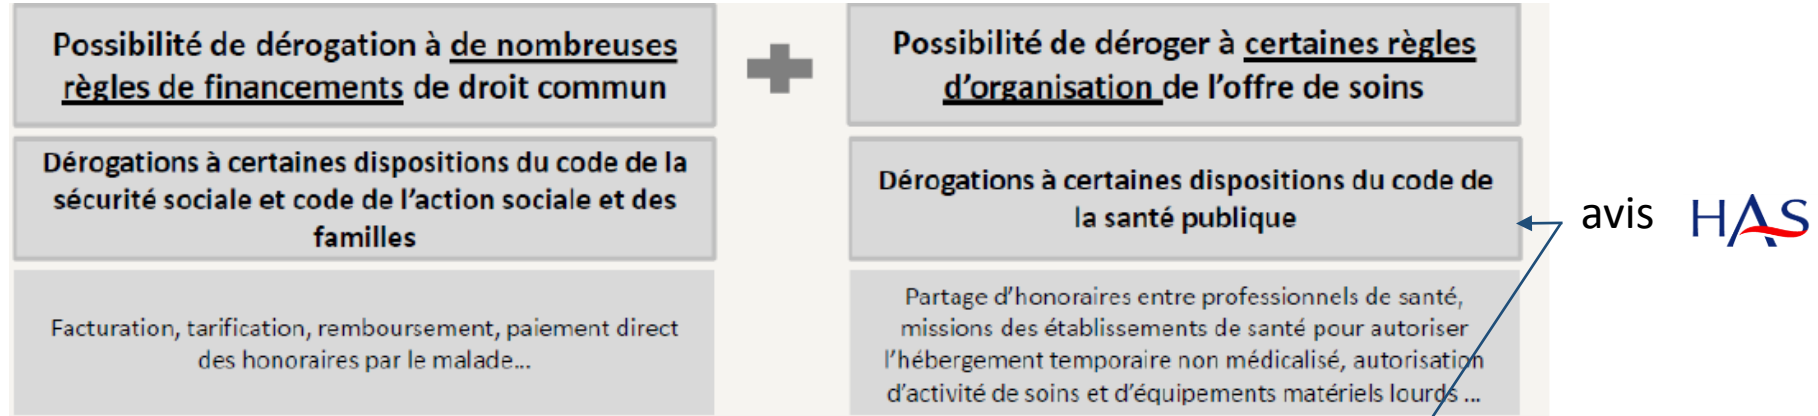 Possibilité de dérogation à de nombreuses
règles de financements de droit commun
Possibilité de déroger à certaines règles
d'organisation de l'offre de soins
Dérogations à certaines dispositions du code de la
sécurité sociale et code de l'action sociale et des
familles
Dérogations à certaines dispositions du code de
la santé publique
avis HAS
Facturation, tarification, remboursement, paiement direct
des honoraires par le malade...
Partage d'honoraires entre professionnels de santé,
missions des établissements de santé pour autoriser
l'hébergement temporaire non médicalisé, autorisation
d'activité de soins et d'équipements matériels lourds ...